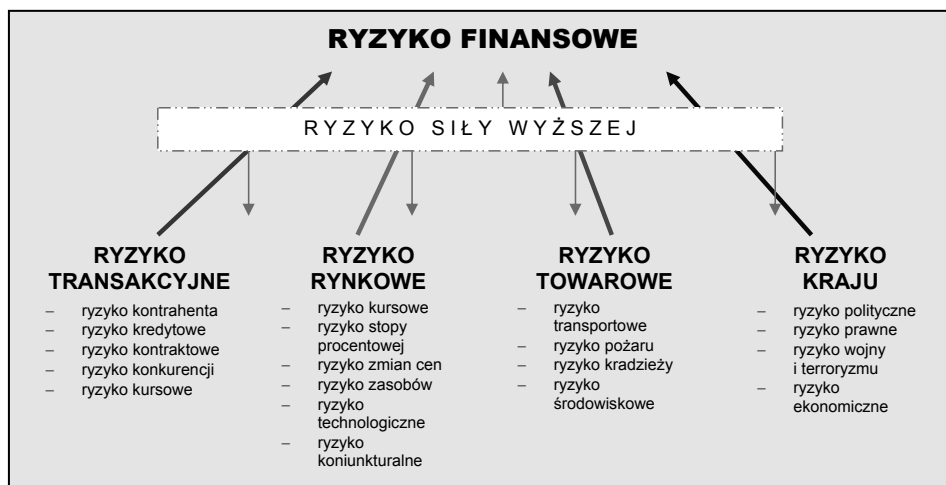 RYZYKO FINANSOWE
RYZYKO SIŁY WYŻSZEJ
RYZYKO
TRANSAKCYJNE
– ryzyko kontrahenta
– ryzyko kredytowe
– ryzyko kontraktowe
– ryzyko konkurencji
– ryzyko kursowe
RYZYKO
RYNKOWE
– ryzyko kursowe
– ryzyko stopy
procentowej
– ryzyko zmian cen
– ryzyko zasobów
– ryzyko
technologiczne
– ryzyko
koniunkturalne
RYZYKO
TOWAROWE
– ryzyko
transportowe
– ryzyko pożaru
– ryzyko kradzieży
– ryzyko
środowiskowe
RYZYKO
KRAJU
– ryzyko polityczne
– ryzyko prawne
– ryzyko wojny
i terroryzmu
– ryzyko
ekonomiczne